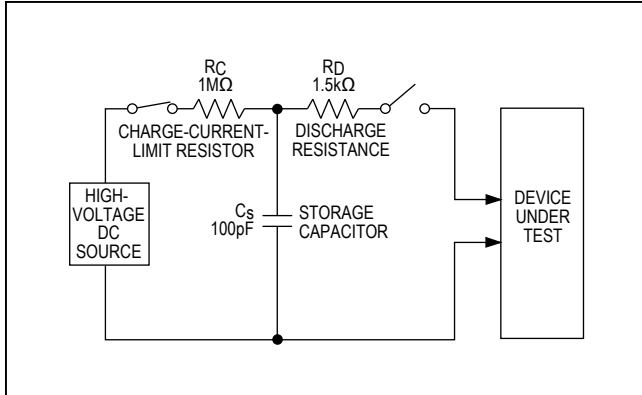 RC
1MΩ
CHARGE-CURRENT-
LIMIT RESISTOR
RD
1.5kΩ
DISCHARGE
RESISTANCE
HIGH-
VOLTAGE
DC
SOURCE
Cs
100pF
STORAGE
CAPACITOR
DEVICE
UNDER
TEST